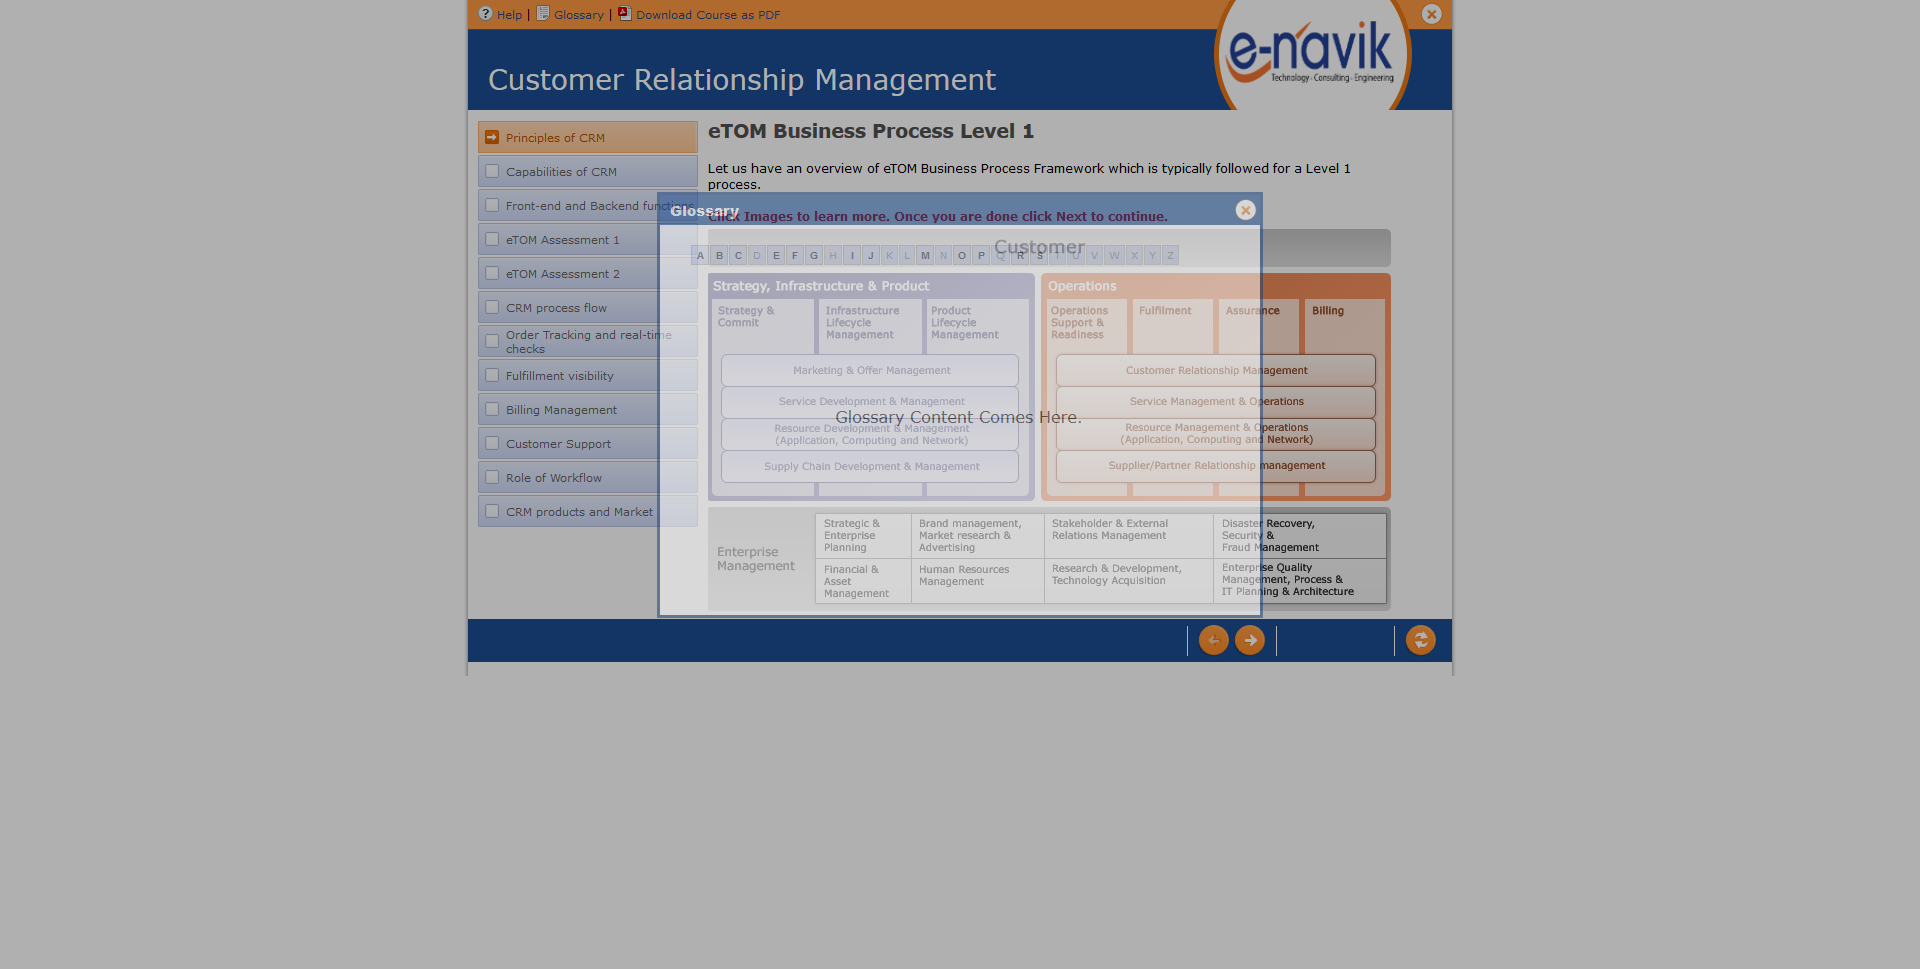 Help | Glossary | Download Course as PDF
e-navik
Technology - Consulting - Engineering
Customer Relationship Management
Principles of CRM
Capabilities of CRM
Front-end and Backend functions
eTOM Assessment 1
eTOM Assessment 2
CRM process flow
Order Tracking and real-time
checks
Fulfillment visibility
Billing Management
Customer Support
Role of Workflow
CRM products and Market
eTOM Business Process Level 1
Let us have an overview of eTOM Business Process Framework which is typically followed for a Level 1
process.
Glossary
Click Images to learn more. Once you are done click Next to continue.
Customer
A B C D E F G H I J K L M N O P Q R S T U V W X Y Z
Strategy, Infrastructure & Product
Strategy &
Commit
Infrastructure
Lifecycle
Management
Product
Lifecycle
Management
Marketing & Offer Management
Service Development & Management
Resource Development & Management
(Application, Computing and Network)
Supply Chain Development & Management
Operations
Operations
Support &
Readiness
Fulfilment
Assurance
Billing
Customer Relationship Management
Service Management & Operations
Resource Management & Operations
(Application, Computing and Network)
Supplier/Partner Relationship management
Glossary Content Comes Here.
Enterprise
Management
Strategic &
Enterprise
Planning
Brand management,
Market research &
Advertising
Stakeholder & External
Relations Management
Disaster Recovery,
Security &
Fraud Management
Financial &
Asset
Management
Human Resources
Management
Research & Development,
Technology Acquisition
Enterprise Quality
Management, Process &
IT Planning & Architecture